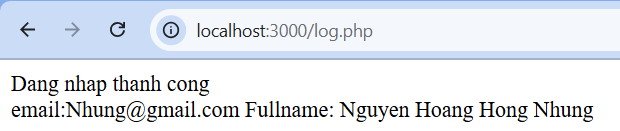 localhost:3000/log.php
Dang nhap thanh cong
email:Nhung@gmail.com Fullname: Nguyen Hoang Hong Nhung